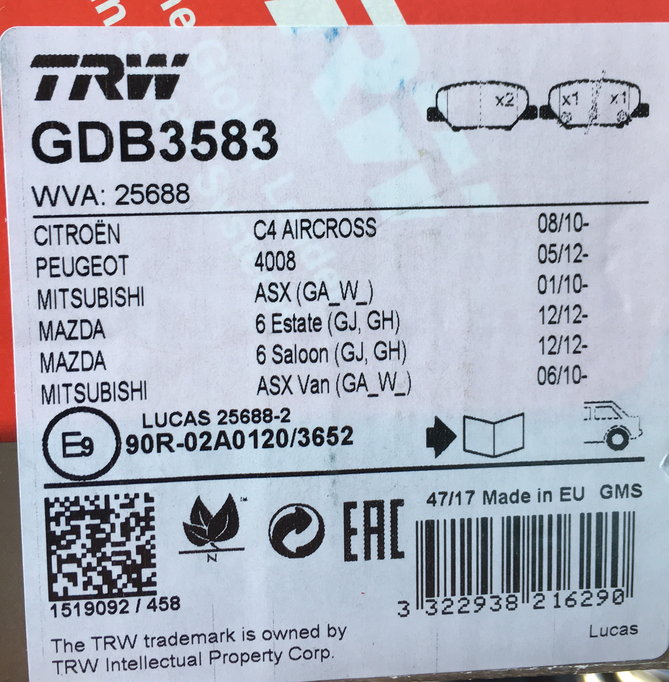 TRW
GDB3583
x2 x1 x1
WVA: 25688
CITROËN C4 AIRCROSS 08/10-
PEUGEOT 4008 05/12-
MITSUBISHI ASX (GA_W_) 01/10-
MAZDA 6 Estate (GJ, GH) 12/12-
MAZDA 6 Saloon (GJ, GH) 12/12-
MITSUBISHI ASX Van (GA_W_) 06/10-
LUCAS 25688-2
E9 90R-02A0120/3652
47/17 Made in EU GMS
N
EAC
1519092 / 458
3 322938 216290
The TRW trademark is owned by
TRW Intellectual Property Corp.
Lucas